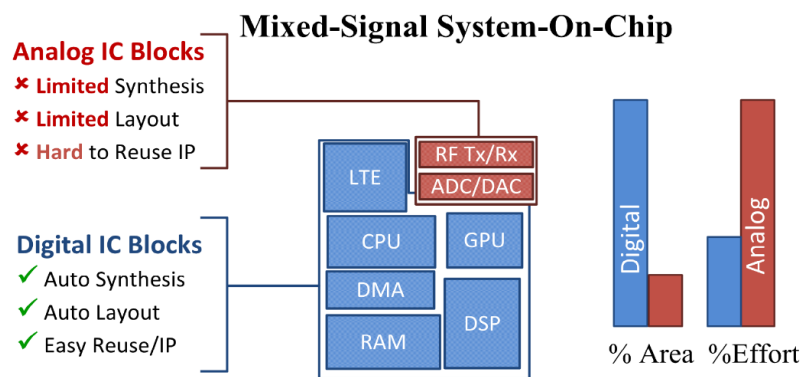 Mixed-Signal System-On-Chip
Analog IC Blocks
✘ Limited Synthesis
✘ Limited Layout
✘ Hard to Reuse IP
Digital IC Blocks
✓ Auto Synthesis
✓ Auto Layout
✓ Easy Reuse/IP
RF Tx/Rx
ADC/DAC
LTE
CPU
GPU
DMA
DSP
RAM
Digital
Analog
% Area
%Effort